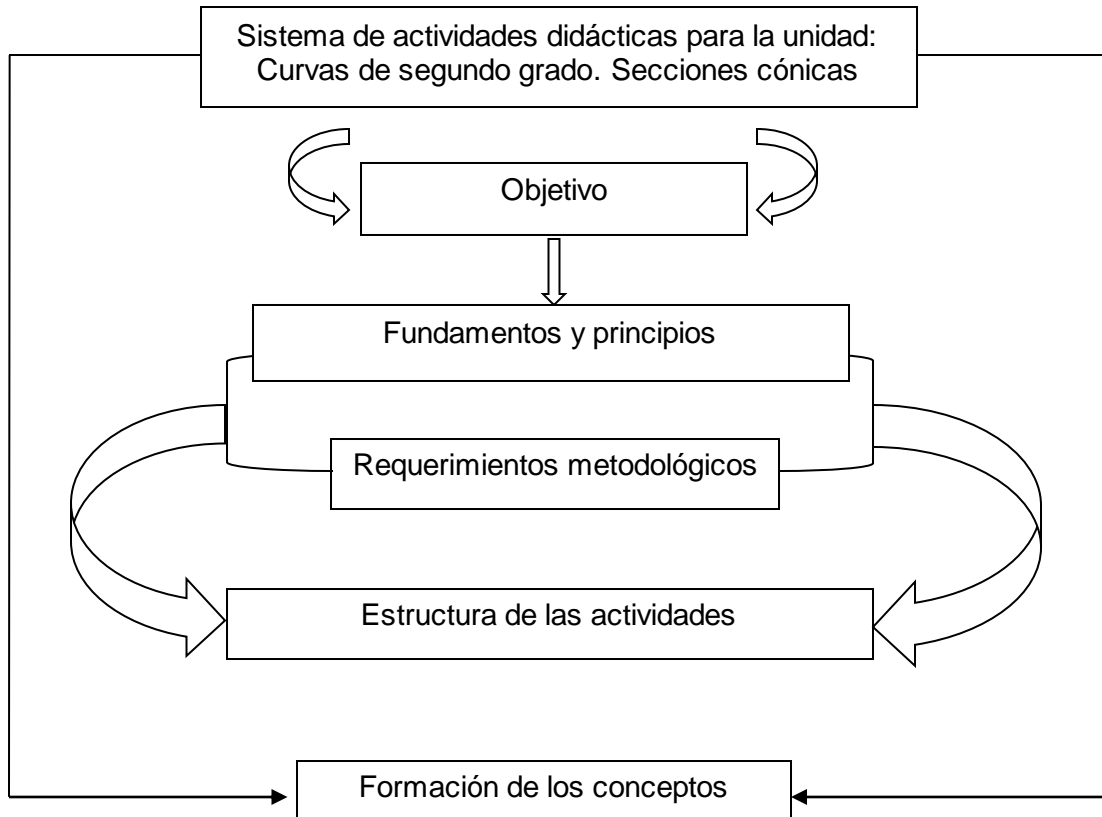 Sistema de actividades didácticas para la unidad:
Curvas de segundo grado. Secciones cónicas
Objetivo
Fundamentos y principios
Requerimientos metodológicos
Estructura de las actividades
Formación de los conceptos